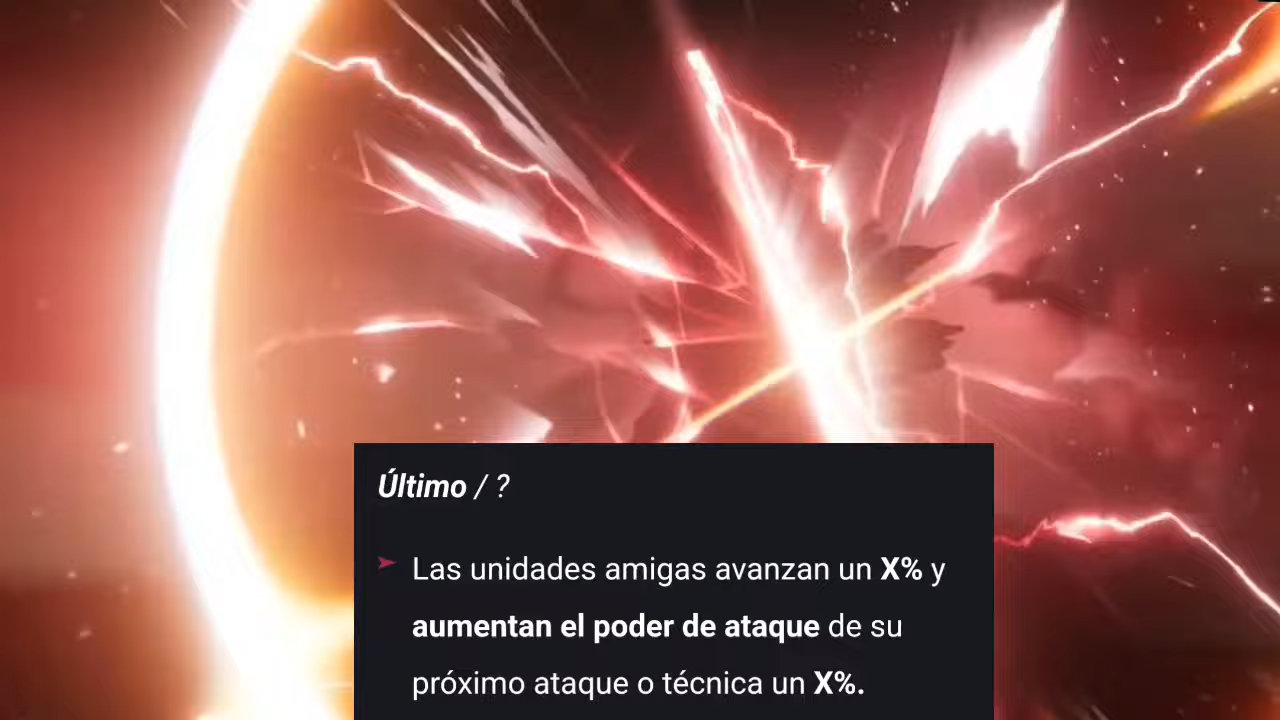 Último / ?
Las unidades amigas avanzan un X% y
aumentan el poder de ataque de su
próximo ataque o técnica un X%.